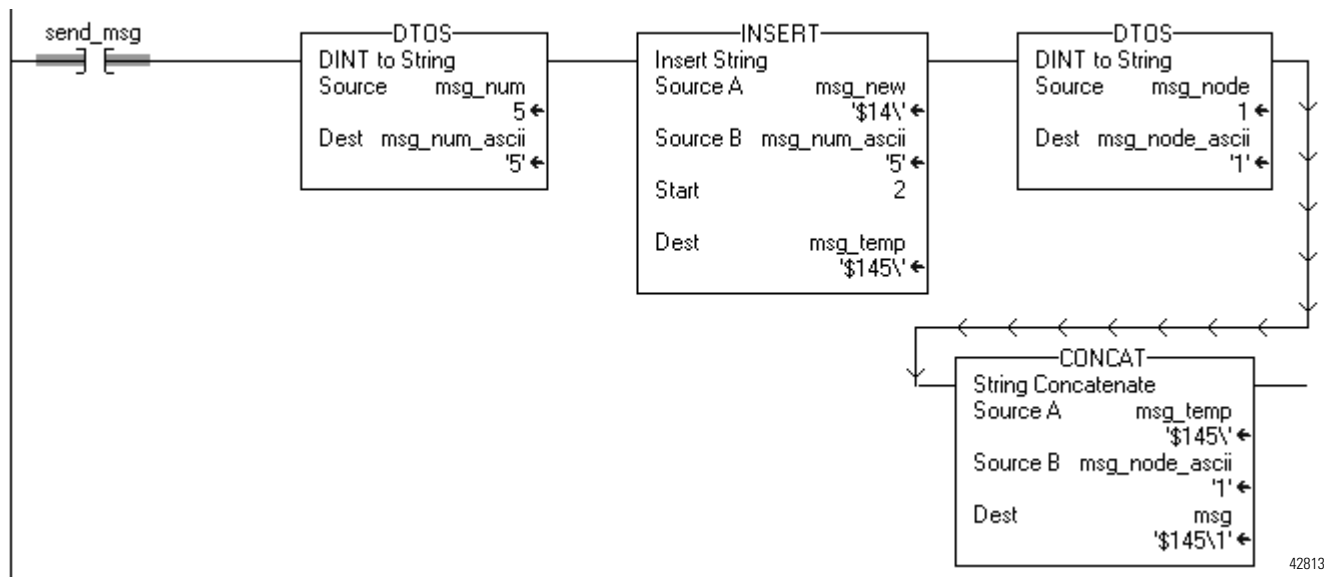 send_msg
DTOS
DINT to String
Source msg_num
5
Dest msg_num_ascii
'5'
INSERT
Insert String
Source A msg_new
'$14\'
Source B msg_num_ascii
'5'
Start 2
Dest msg_temp
'$145\'
DTOS
DINT to String
Source msg_node
1
Dest msg_node_ascii
'1'
CONCAT
String Concatenate
Source A msg_temp
'$145\'
Source B msg_node_ascii
'1'
Dest msg
'$145\1'
42813